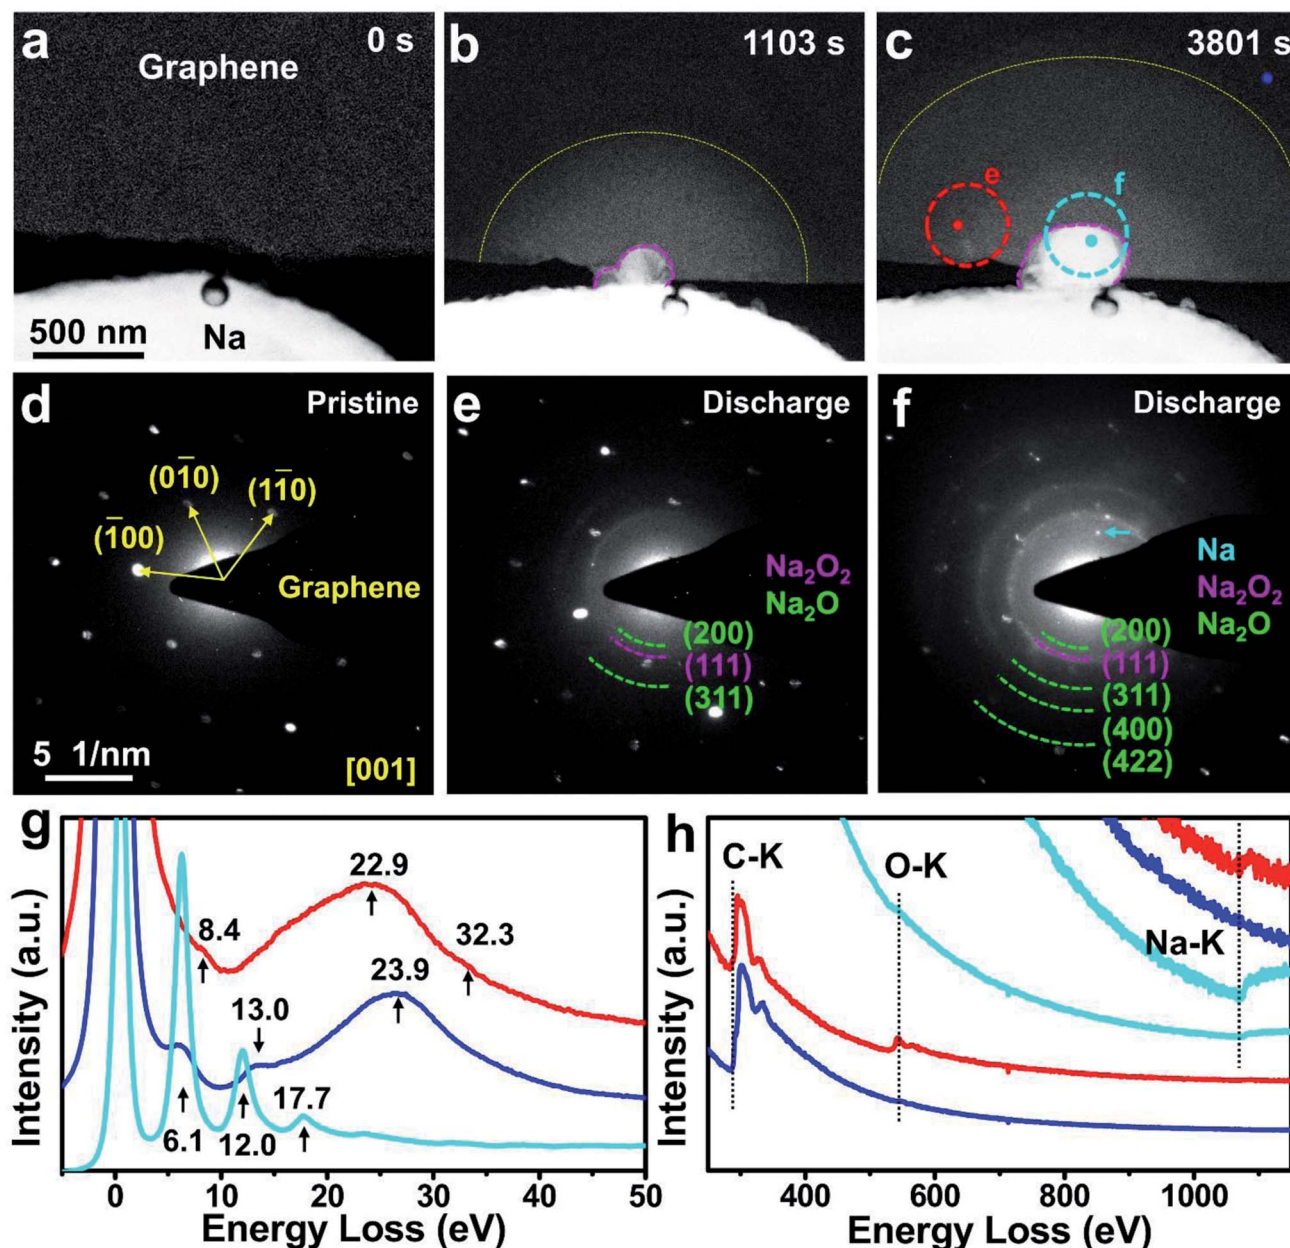 a
0 s
Graphene
Na
500 nm
b
1103 s
c
3801 s
e
f
d
Pristine
(01̅0)
(11̅0)
(1̅00)
Graphene
5 1/nm
[001]
e
Discharge
Na₂O₂
Na₂O
(200)
(111)
(311)
f
Discharge
Na
Na₂O₂
Na₂O
(200)
(111)
(311)
(400)
(422)
g
22.9
8.4
32.3
23.9
13.0
17.7
6.1
12.0
Intensity (a.u.)
0 10 20 30 40 50
Energy Loss (eV)
h
C-K
O-K
Na-K
Intensity (a.u.)
400 600 800 1000
Energy Loss (eV)